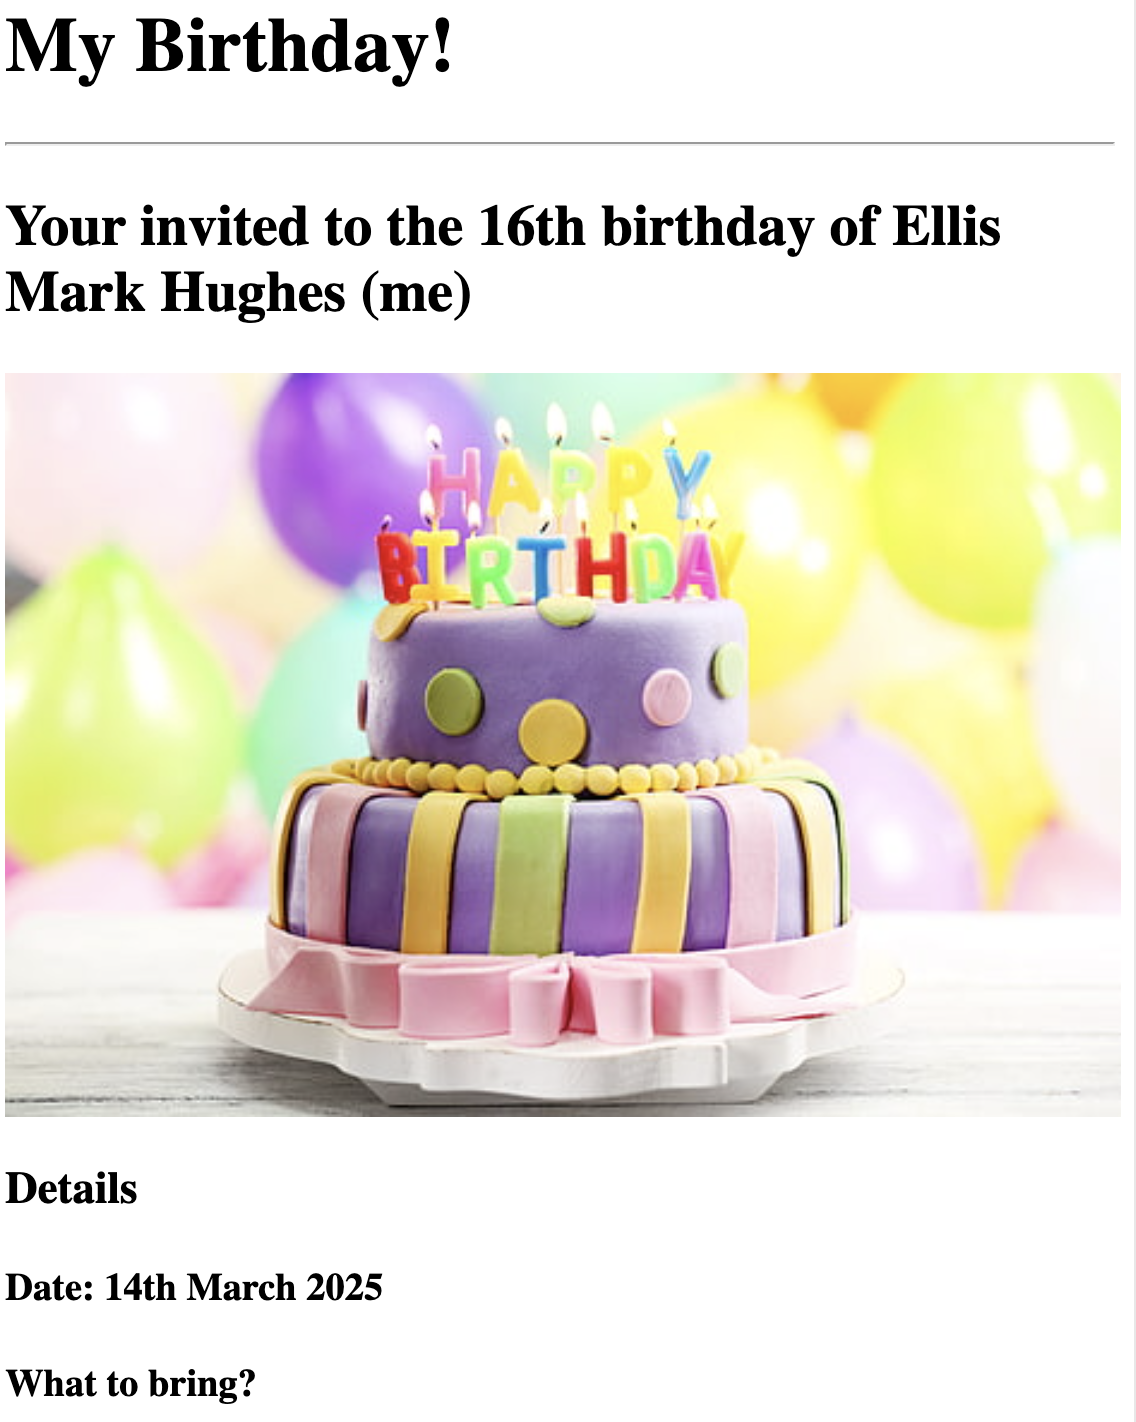 My Birthday!
Your invited to the 16th birthday of Ellis
Mark Hughes (me)
HAPPY
BIRTHDAY
Details
Date: 14th March 2025
What to bring?